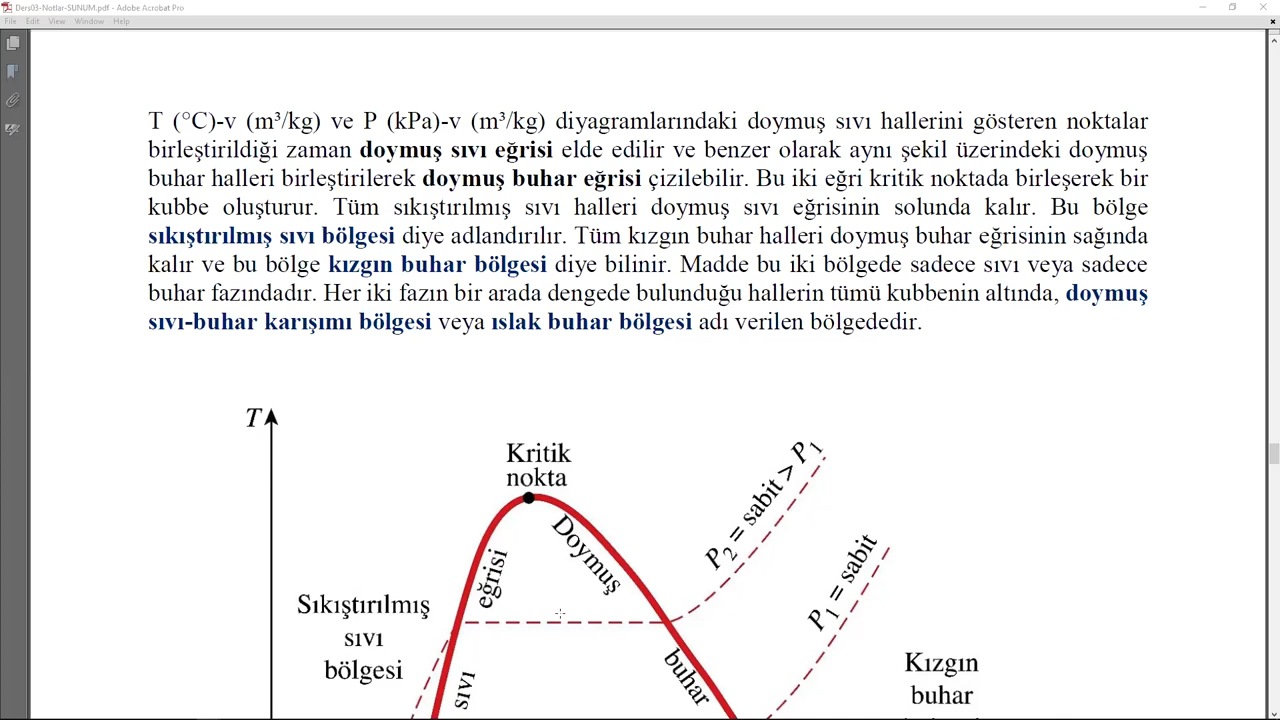 Ders03-Notlar-SUNUM.pdf - Adobe Acrobat Pro
File Edit View Window Help
T (°C)-v (m³/kg) ve P (kPa)-v (m³/kg) diyagramlarındaki doymuş sıvı hallerini gösteren noktalar
birleştirildiği zaman doymuş sıvı eğrisi elde edilir ve benzer olarak aynı şekil üzerindeki doymuş
buhar halleri birleştirilerek doymuş buhar eğrisi çizilebilir. Bu iki eğri kritik noktada birleşerek bir
kubbe oluşturur. Tüm sıkıştırılmış sıvı halleri doymuş sıvı eğrisinin solunda kalır. Bu bölge
sıkıştırılmış sıvı bölgesi diye adlandırılır. Tüm kızgın buhar halleri doymuş buhar eğrisinin sağında
kalır ve bu bölge kızgın buhar bölgesi diye bilinir. Madde bu iki bölgede sadece sıvı veya sadece
buhar fazındadır. Her iki fazın bir arada dengede bulunduğu hallerin tümü kubbenin altında, doymuş
sıvı-buhar karışımı bölgesi veya ıslak buhar bölgesi adı verilen bölgededir.
T
Kritik
nokta
P₂ = sabit > P₁
P₁ = sabit
Doymuş
buhar
eğrisi
sıvı
Sıkıştırılmış
sıvı
bölgesi
Kızgın
buhar